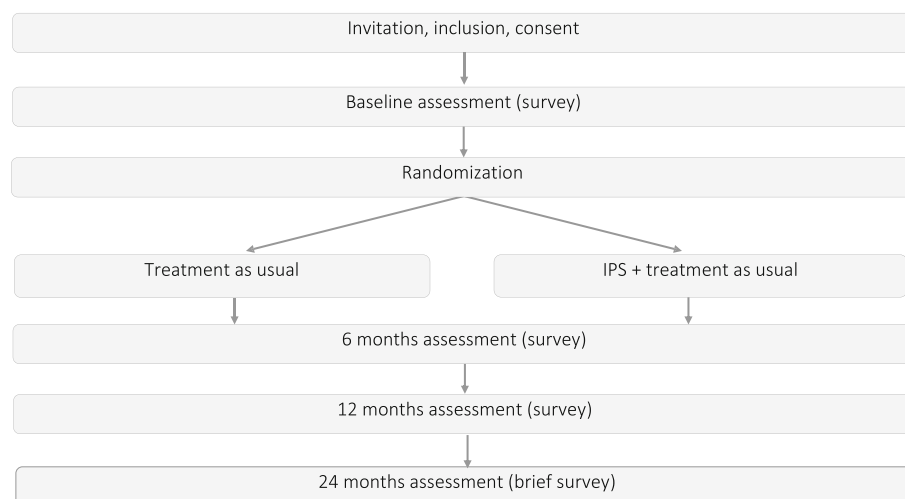 Invitation, inclusion, consent
Baseline assessment (survey)
Randomization
Treatment as usual
IPS + treatment as usual
6 months assessment (survey)
12 months assessment (survey)
24 months assessment (brief survey)